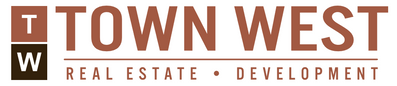 T
W
TOWN WEST
REAL ESTATE • DEVELOPMENT